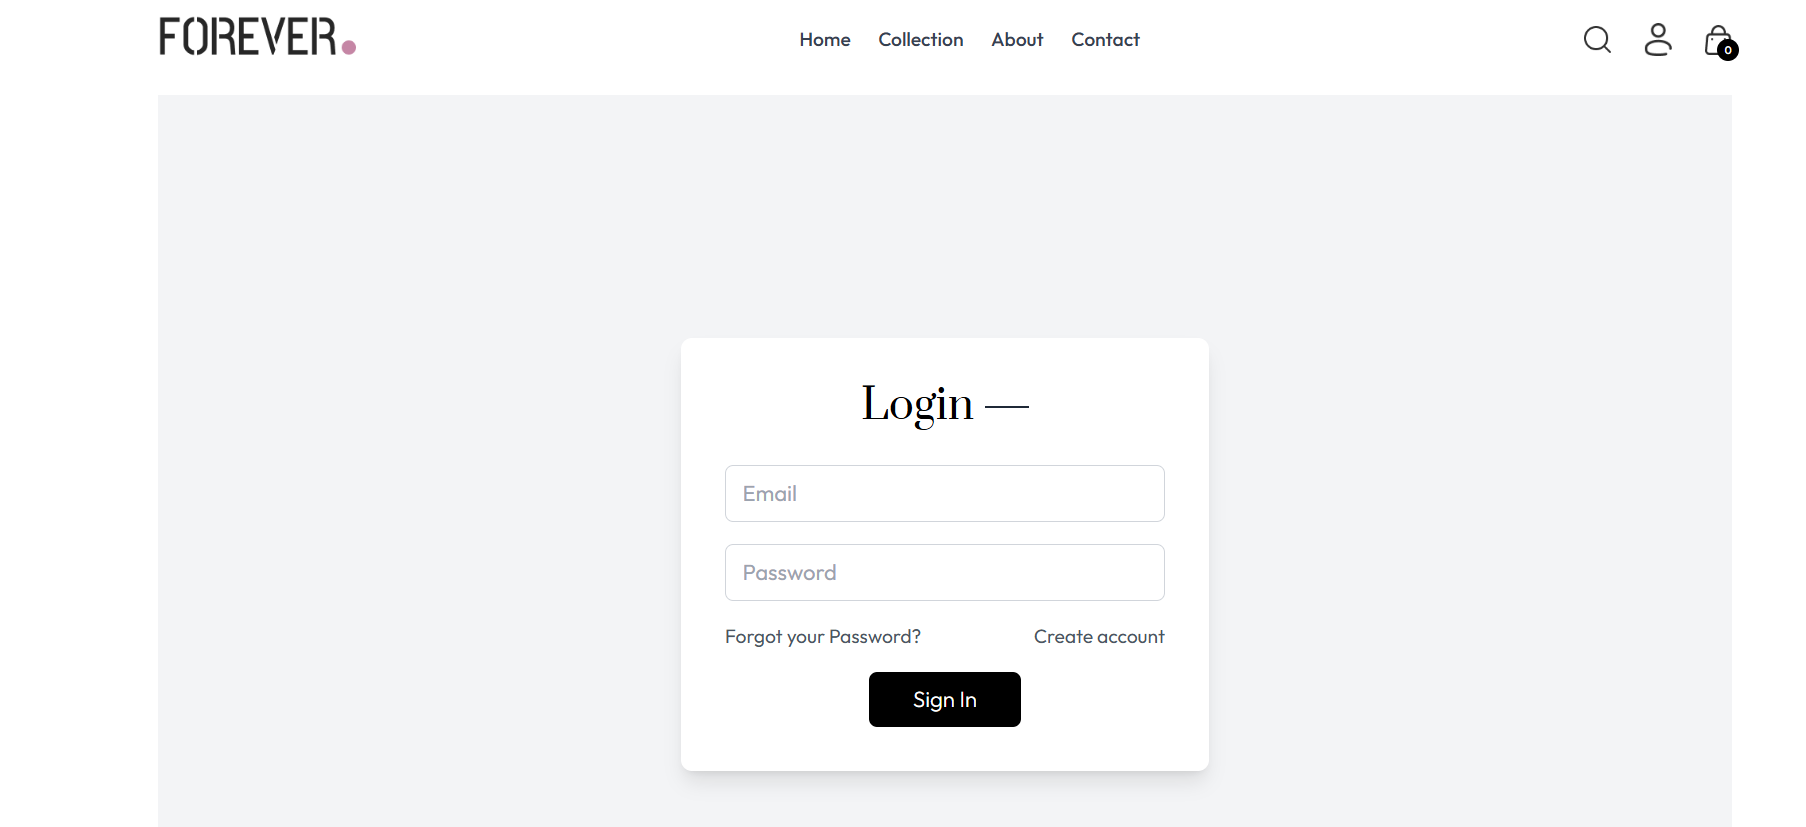 FOREVER.
Home Collection About Contact
0
Login —
Email
Password
Forgot your Password? Create account
Sign In